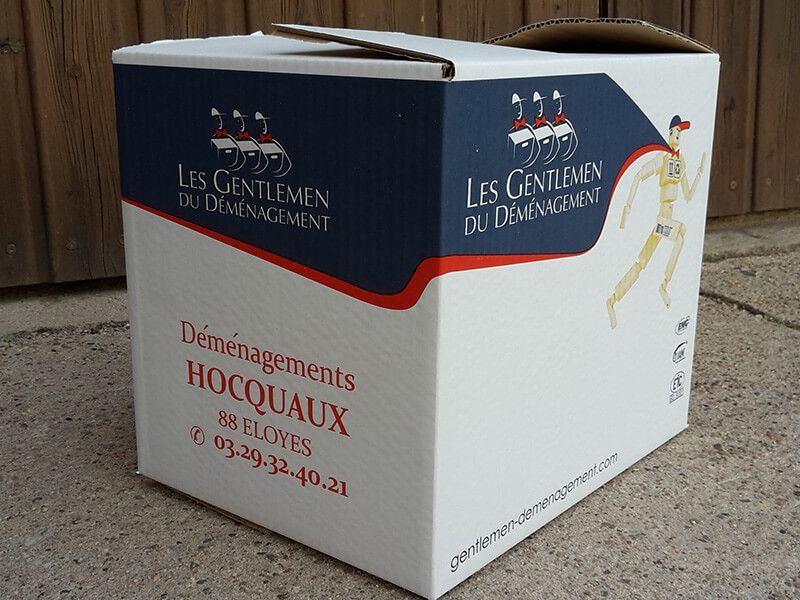 LES GENTLEMEN
DU DÉMÉNAGEMENT
Déménagements
HOCQUAUX
88 ELOYES
✆ 03.29.32.40.21
LES GENTLEMEN
DU DÉMÉNAGEMENT
gentlemen-demenagement.com